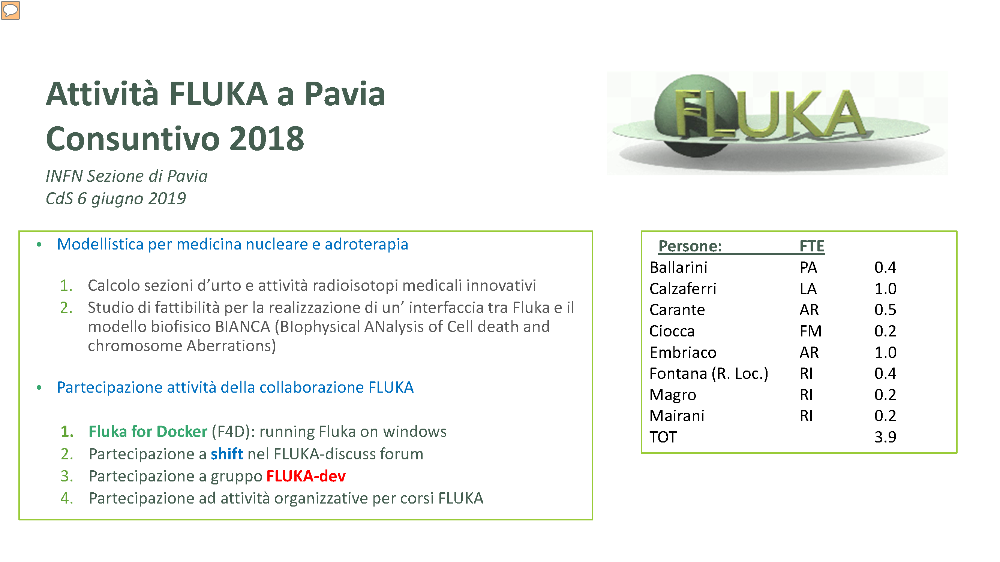 Attività FLUKA a Pavia
Consuntivo 2018
INFN Sezione di Pavia
CdS 6 giugno 2019
FLUKA
• Modellistica per medicina nucleare e adroterapia
1. Calcolo sezioni d’urto e attività radioisotopi medicali innovativi
2. Studio di fattibilità per la realizzazione di un’ interfaccia tra Fluka e il
modello biofisico BIANCA (BIophysical ANalysis of Cell death and
chromosome Aberrations)
• Partecipazione attività della collaborazione FLUKA
1. Fluka for Docker (F4D): running Fluka on windows
2. Partecipazione a shift nel FLUKA-discuss forum
3. Partecipazione a gruppo FLUKA-dev
4. Partecipazione ad attività organizzative per corsi FLUKA
Persone: FTE
Ballarini PA 0.4
Calzaferri LA 1.0
Carante AR 0.5
Ciocca FM 0.2
Embriaco AR 1.0
Fontana (R. Loc.) RI 0.4
Magro RI 0.2
Mairani RI 0.2
TOT 3.9